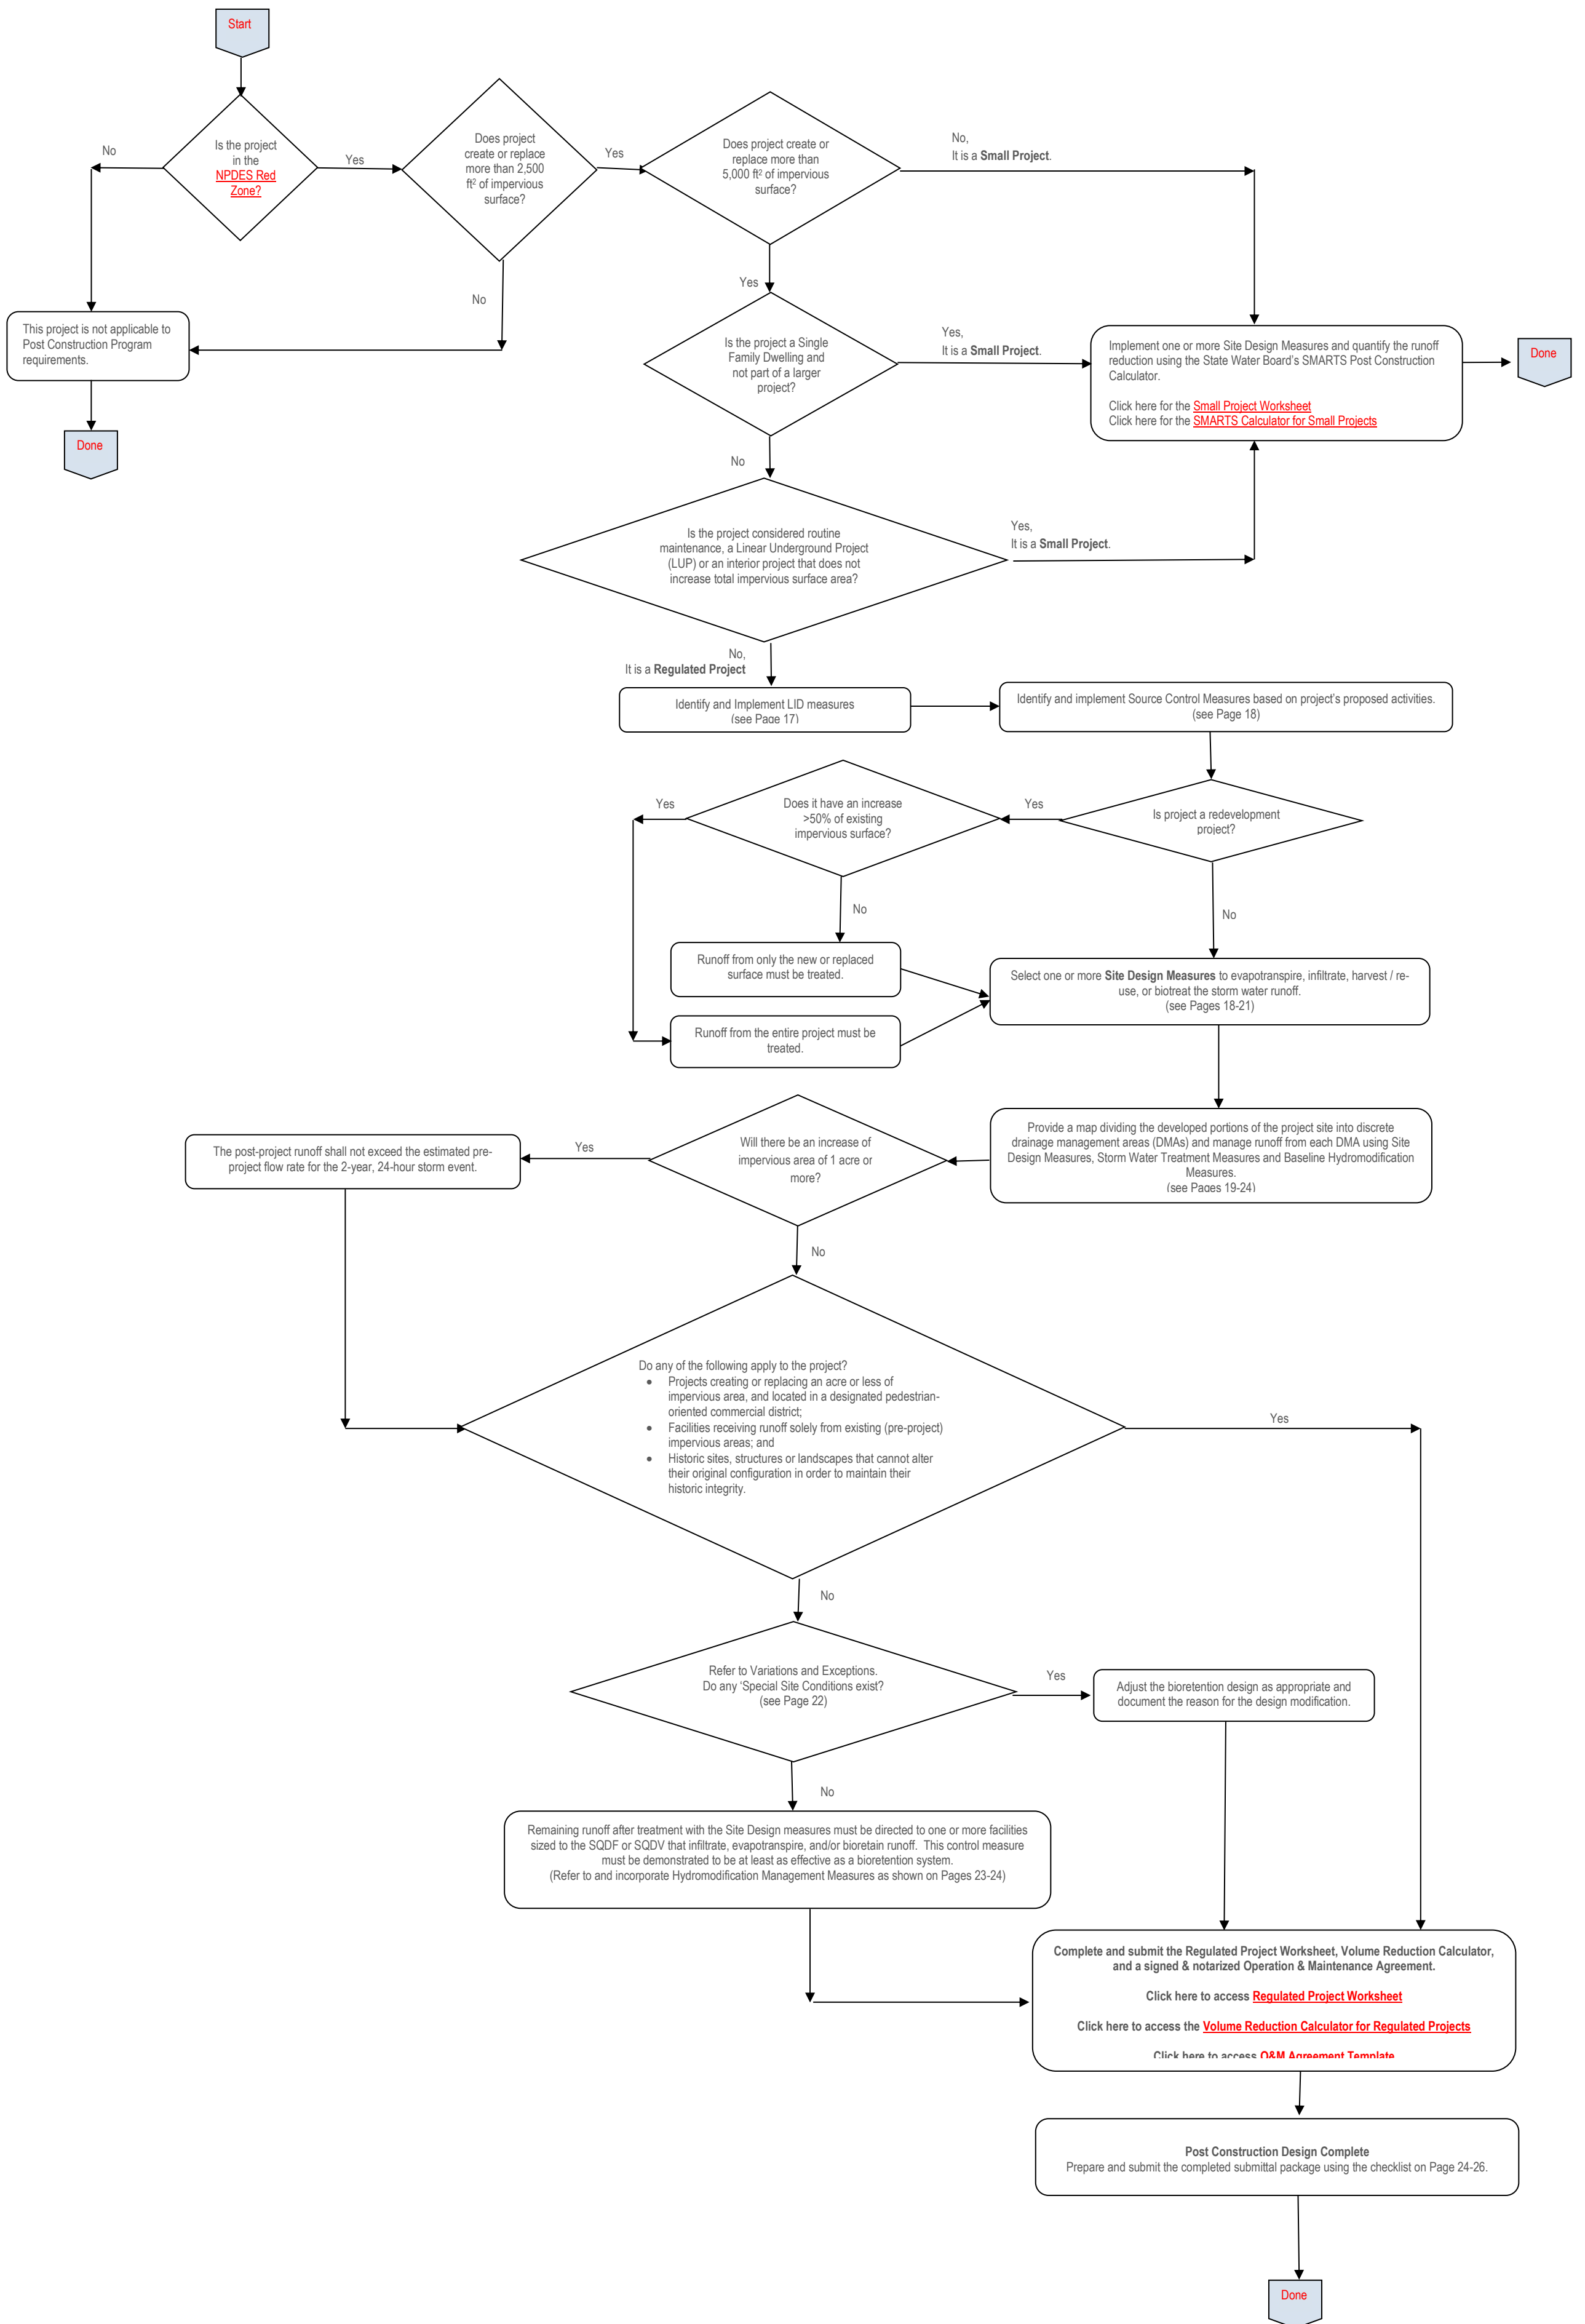 Start
Is the project
in the
NPDES Red
Zone?
No
Yes
Does project
create or replace
more than 2,500
ft² of impervious
surface?
Yes
No
Does project create or
replace more than
5,000 ft² of impervious
surface?
No,
It is a Small Project.
Yes
This project is not applicable to
Post Construction Program
requirements.
Done
Is the project a Single
Family Dwelling and
not part of a larger
project?
Yes,
It is a Small Project.
No
Implement one or more Site Design Measures and quantify the runoff
reduction using the State Water Board's SMARTS Post Construction
Calculator.
Click here for the Small Project Worksheet
Click here for the SMARTS Calculator for Small Projects
Done
Is the project considered routine
maintenance, a Linear Underground Project
(LUP) or an interior project that does not
increase total impervious surface area?
Yes,
It is a Small Project.
No,
It is a Regulated Project
Identify and Implement LID measures
(see Page 17)
Identify and implement Source Control Measures based on project's proposed activities.
(see Page 18)
Is project a redevelopment
project?
Yes
No
Does it have an increase
>50% of existing
impervious surface?
Yes
No
Runoff from only the new or replaced
surface must be treated.
Runoff from the entire project must be
treated.
Select one or more Site Design Measures to evapotranspire, infiltrate, harvest / re-
use, or biotreat the storm water runoff.
(see Pages 18-21)
Provide a map dividing the developed portions of the project site into discrete
drainage management areas (DMAs) and manage runoff from each DMA using Site
Design Measures, Storm Water Treatment Measures and Baseline Hydromodification
Measures.
(see Pages 19-24)
Will there be an increase of
impervious area of 1 acre or
more?
Yes
No
The post-project runoff shall not exceed the estimated pre-
project flow rate for the 2-year, 24-hour storm event.
Do any of the following apply to the project?
• Projects creating or replacing an acre or less of
impervious area, and located in a designated pedestrian-
oriented commercial district;
• Facilities receiving runoff solely from existing (pre-project)
impervious areas; and
• Historic sites, structures or landscapes that cannot alter
their original configuration in order to maintain their
historic integrity.
Yes
No
Refer to Variations and Exceptions.
Do any 'Special Site Conditions exist?
(see Page 22)
Yes
No
Adjust the bioretention design as appropriate and
document the reason for the design modification.
Remaining runoff after treatment with the Site Design measures must be directed to one or more facilities
sized to the SQDF or SQDV that infiltrate, evapotranspire, and/or bioretain runoff. This control measure
must be demonstrated to be at least as effective as a bioretention system.
(Refer to and incorporate Hydromodification Management Measures as shown on Pages 23-24)
Complete and submit the Regulated Project Worksheet, Volume Reduction Calculator,
and a signed & notarized Operation & Maintenance Agreement.
Click here to access Regulated Project Worksheet
Click here to access the Volume Reduction Calculator for Regulated Projects
Click here to access O&M Agreement Template
Post Construction Design Complete
Prepare and submit the completed submittal package using the checklist on Page 24-26.
Done